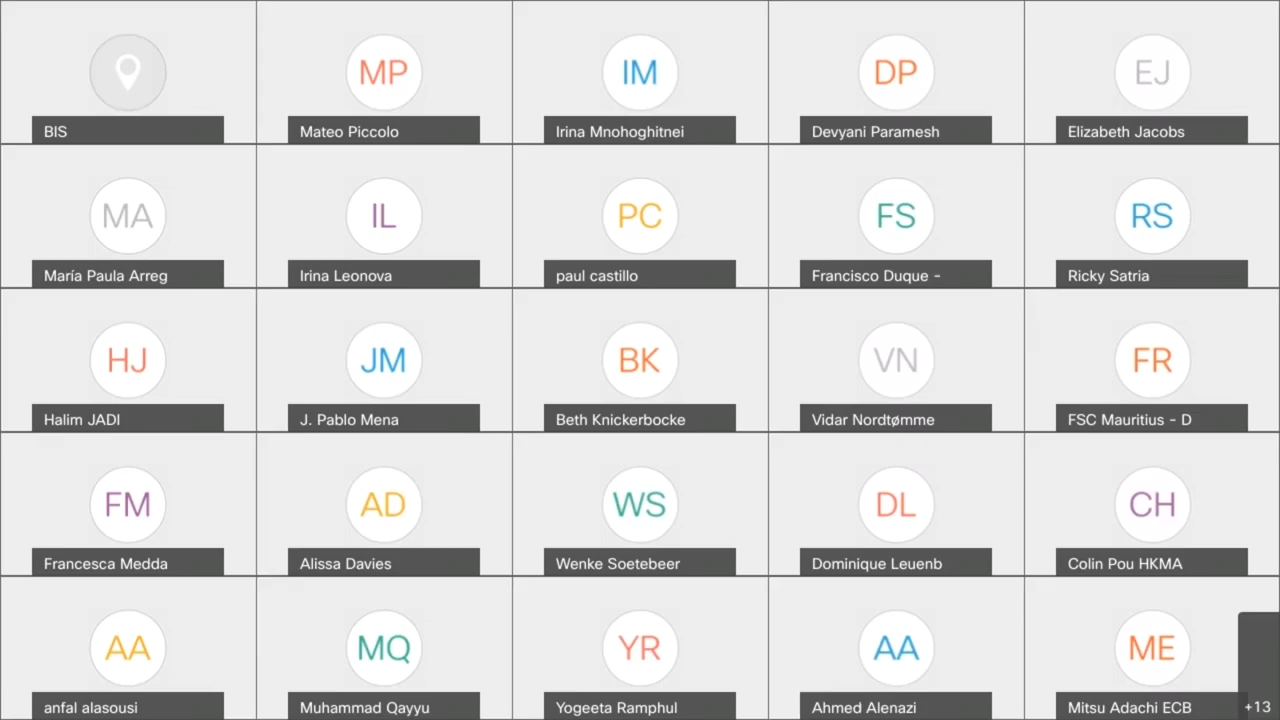 MP
IM
DP
EJ
BIS
Mateo Piccolo
Irina Mnohoghitnei
Devyani Paramesh
Elizabeth Jacobs
MA
IL
PC
FS
RS
María Paula Arreg
Irina Leonova
paul castillo
Francisco Duque -
Ricky Satria
HJ
JM
BK
VN
FR
Halim JADI
J. Pablo Mena
Beth Knickerbocke
Vidar Nordtømme
FSC Mauritius - D
FM
AD
WS
DL
CH
Francesca Medda
Alissa Davies
Wenke Soetebeer
Dominique Leuenb
Colin Pou HKMA
AA
MQ
YR
AA
ME
anfal alasousi
Muhammad Qayyu
Yogeeta Ramphul
Ahmed Alenazi
Mitsu Adachi ECB
+13